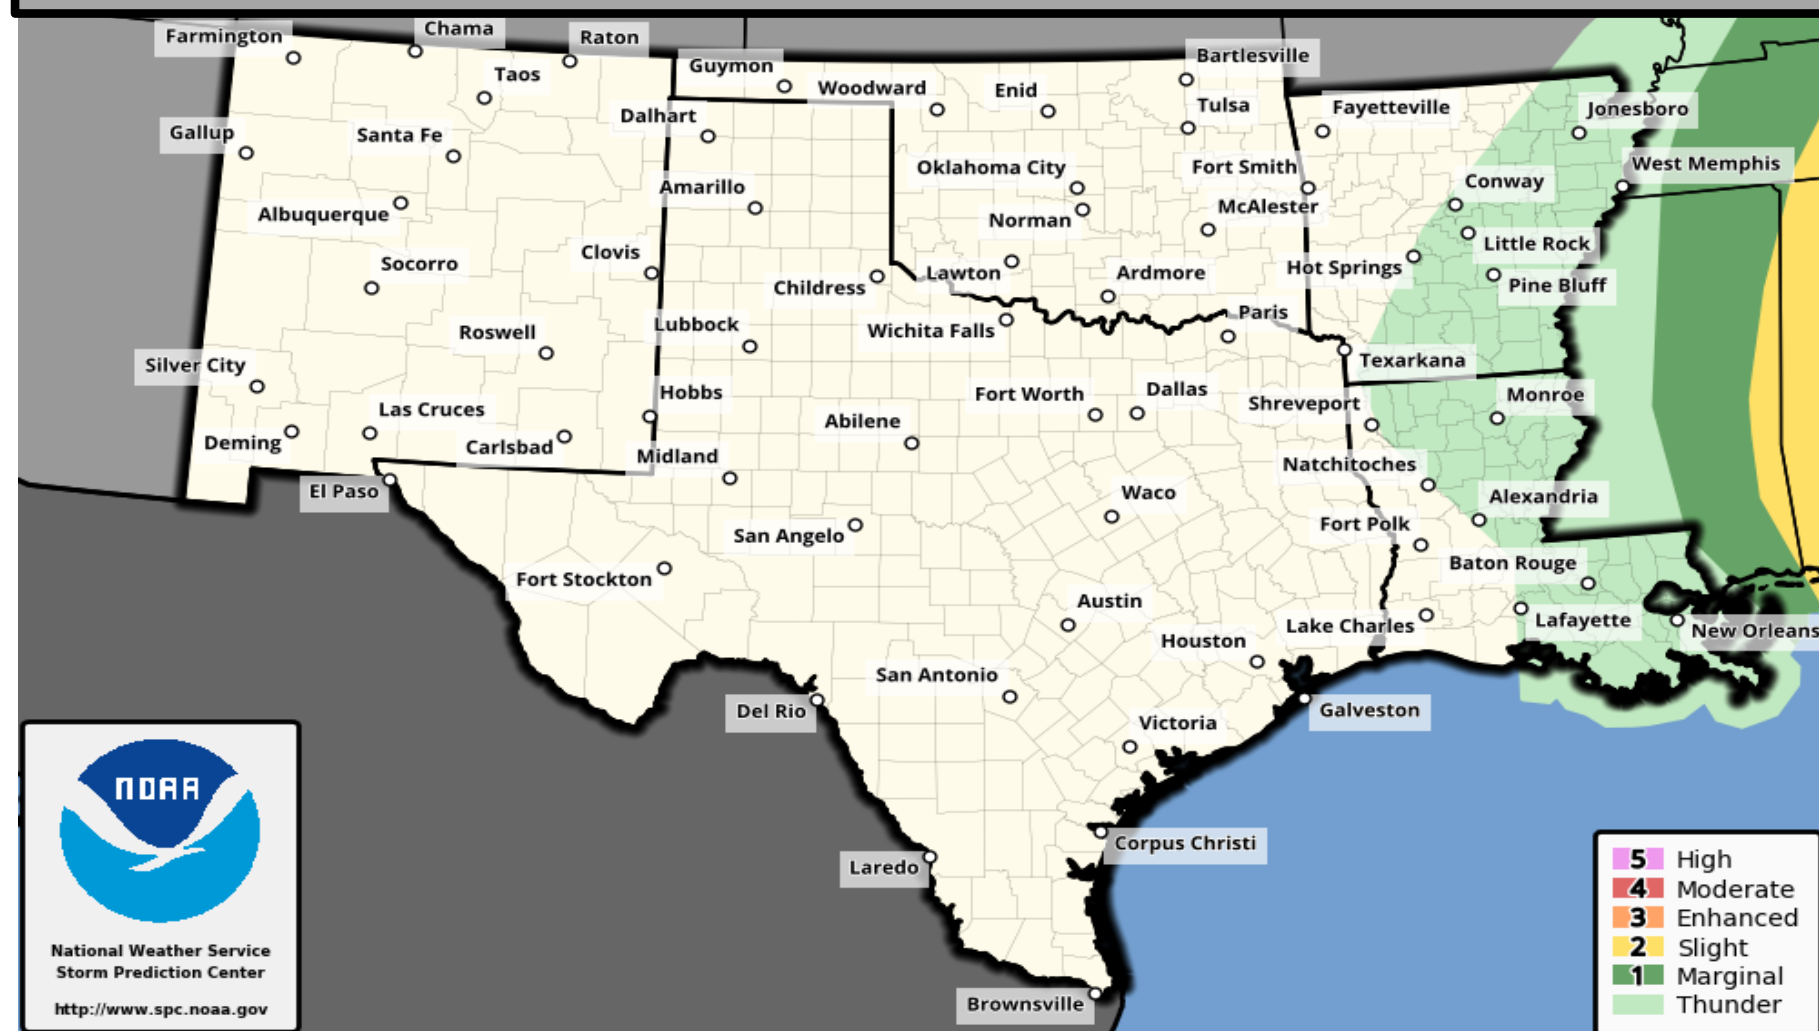 Farmington
Chama
Raton
Taos
Guymon
Woodward
Enid
Bartlesville
Tulsa
Fayetteville
Jonesboro
Gallup
Santa Fe
Dalhart
Oklahoma City
Fort Smith
Conway
West Memphis
Albuquerque
Amarillo
Norman
McAlester
Little Rock
Socorro
Clovis
Childress
Lawton
Ardmore
Hot Springs
Pine Bluff
Roswell
Lubbock
Wichita Falls
Paris
Texarkana
Silver City
Las Cruces
Hobbs
Abilene
Fort Worth
Dallas
Shreveport
Monroe
Deming
Carlsbad
Midland
Natchitoches
El Paso
San Angelo
Waco
Fort Polk
Alexandria
Fort Stockton
Baton Rouge
Austin
Houston
Lake Charles
Lafayette
New Orleans
San Antonio
Del Rio
Victoria
Galveston
Corpus Christi
Laredo
Brownsville
NOAA
National Weather Service
Storm Prediction Center
http://www.spc.noaa.gov
5 High
4 Moderate
3 Enhanced
2 Slight
1 Marginal
Thunder